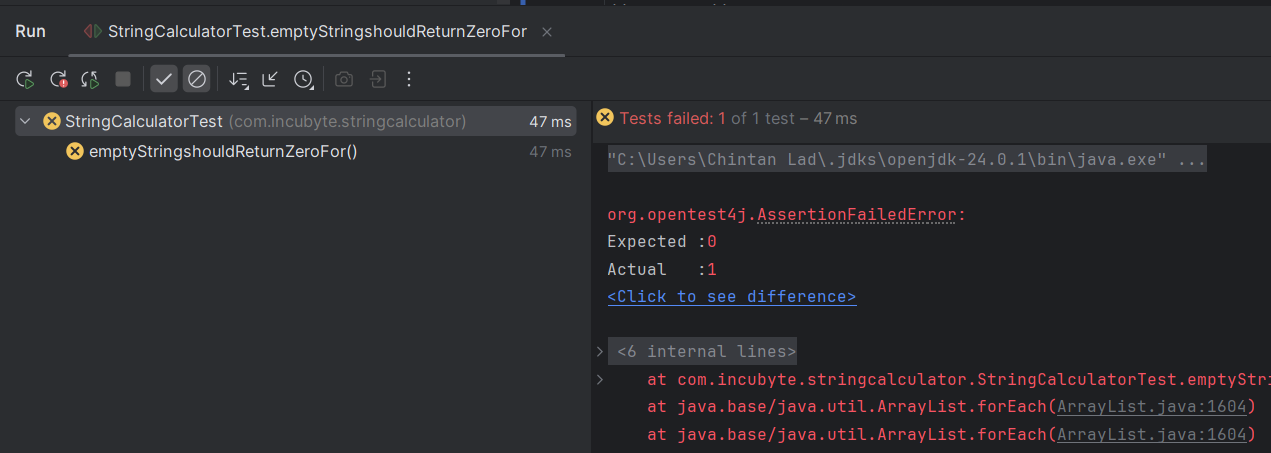 Run StringCalculatorTest.emptyStringshouldReturnZeroFor
StringCalculatorTest (com.incubyte.stringcalculator) 47 ms
emptyStringshouldReturnZeroFor() 47 ms
Tests failed: 1 of 1 test – 47 ms
"C:\Users\Chintan Lad\.jdks\openjdk-24.0.1\bin\java.exe" ...
org.opentest4j.AssertionFailedError:
Expected :0
Actual   :1
<Click to see difference>
<6 internal lines>
at com.incubyte.stringcalculator.StringCalculatorTest.emptyStri
at java.base/java.util.ArrayList.forEach(ArrayList.java:1604)
at java.base/java.util.ArrayList.forEach(ArrayList.java:1604)